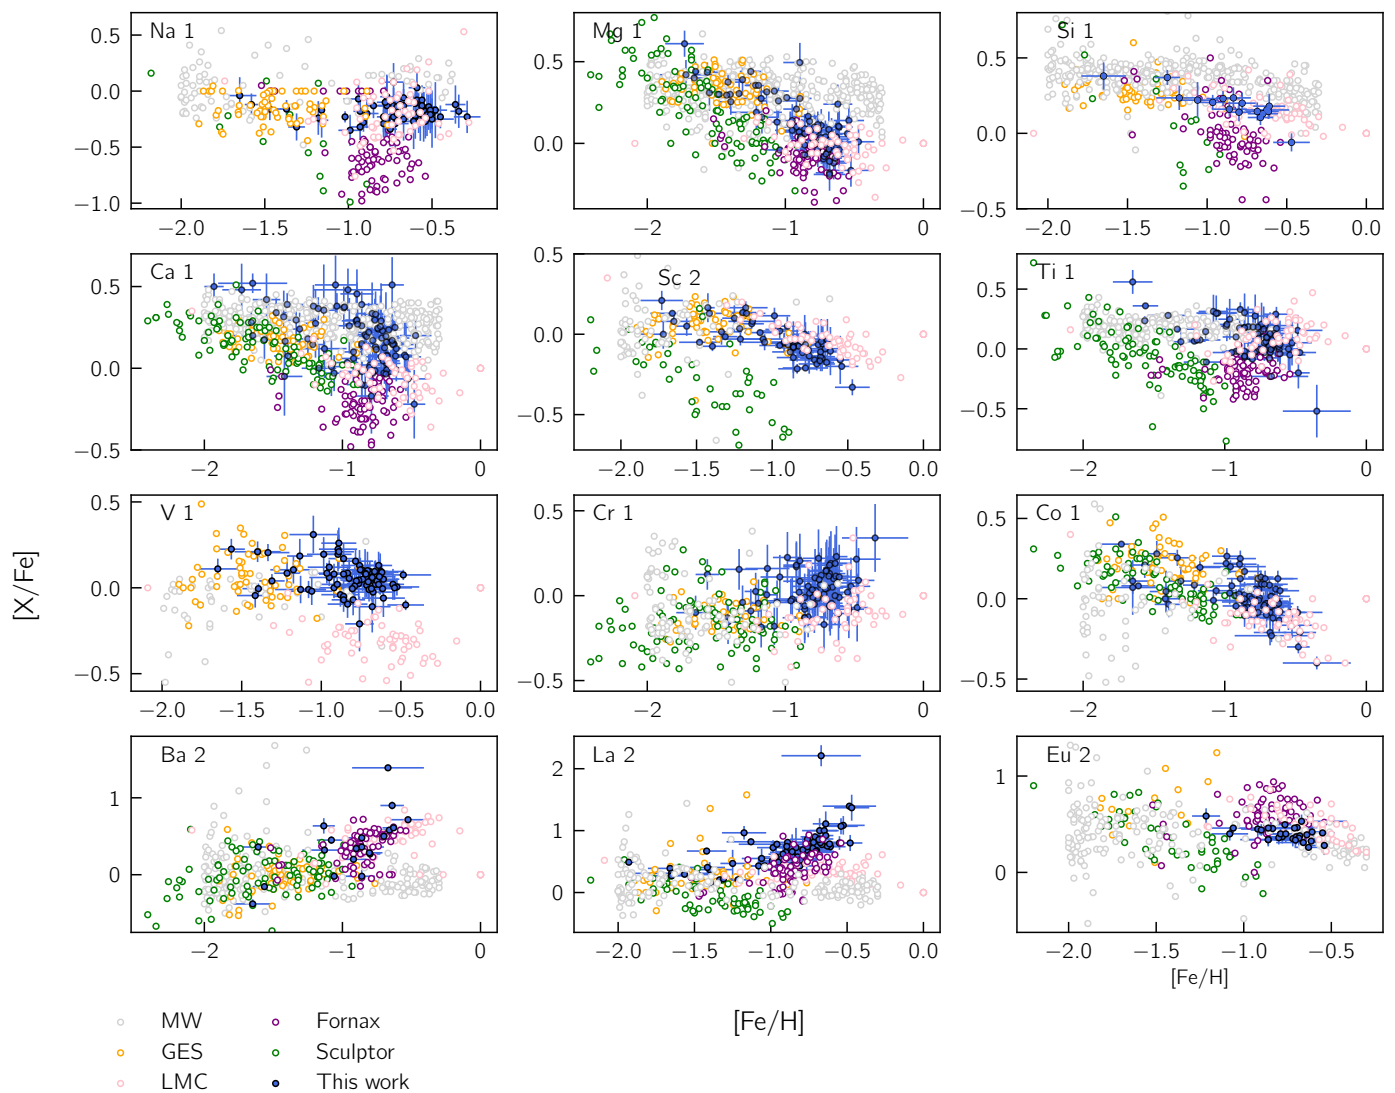 Na 1
0.5
0.0
−0.5
−1.0
−2.0 −1.5 −1.0 −0.5
Mg 1
0.5
0.0
−2 −1 0
Si 1
0.5
0.0
−0.5
−2.0 −1.5 −1.0 −0.5 0.0
Ca 1
0.5
0.0
−0.5
−2 −1 0
Sc 2
0.5
0.0
−0.5
−2.0 −1.5 −1.0 −0.5 0.0
Ti 1
0.5
0.0
−0.5
−2 −1 0
[X/Fe]
V 1
0.5
0.0
−0.5
−2.0 −1.5 −1.0 −0.5 0.0
Cr 1
0.5
0.0
−0.5
−2 −1 0
Co 1
0.5
0.0
−0.5
−2 −1 0
Ba 2
1
0
−2 −1 0
La 2
2
1
0
−2.0 −1.5 −1.0 −0.5 0.0
Eu 2
1
0
−2.0 −1.5 −1.0 −0.5
[Fe/H]
[Fe/H]
MW
GES
LMC
Fornax
Sculptor
This work